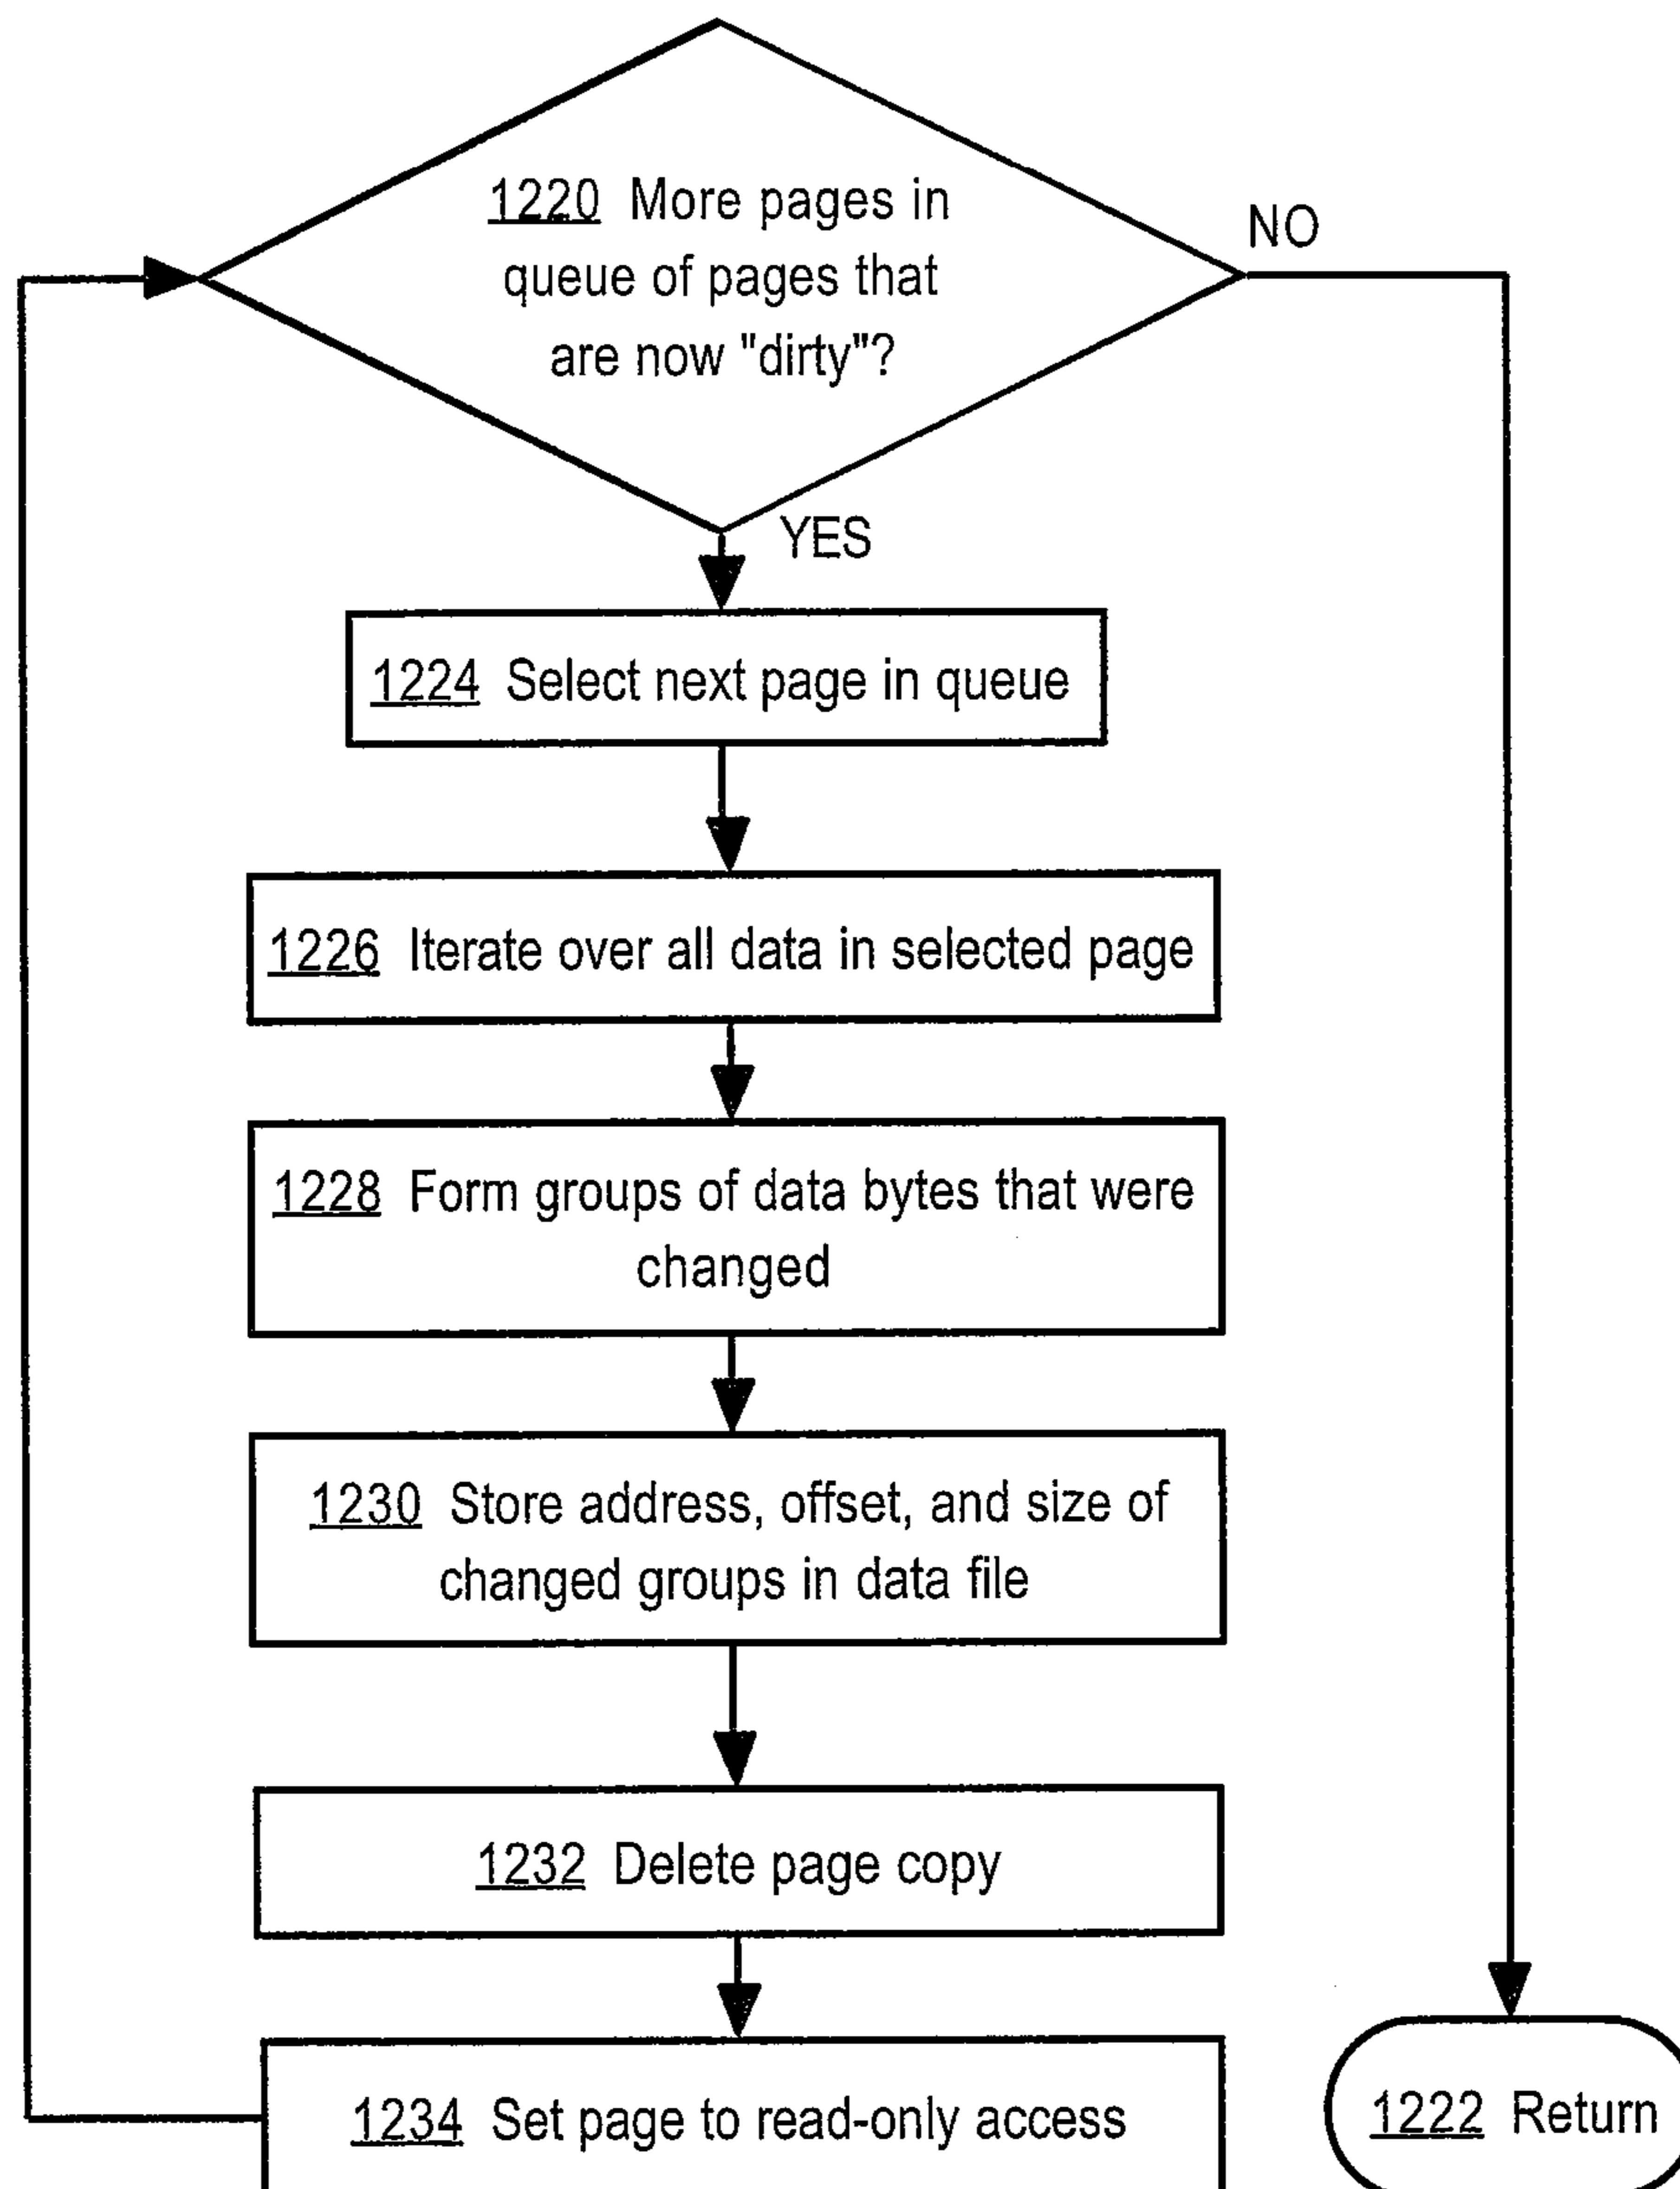 1220 More pages in
queue of pages that
are now "dirty"?
NO
YES
1224 Select next page in queue
1226 Iterate over all data in selected page
1228 Form groups of data bytes that were
changed
1230 Store address, offset, and size of
changed groups in data file
1232 Delete page copy
1234 Set page to read-only access
1222 Return